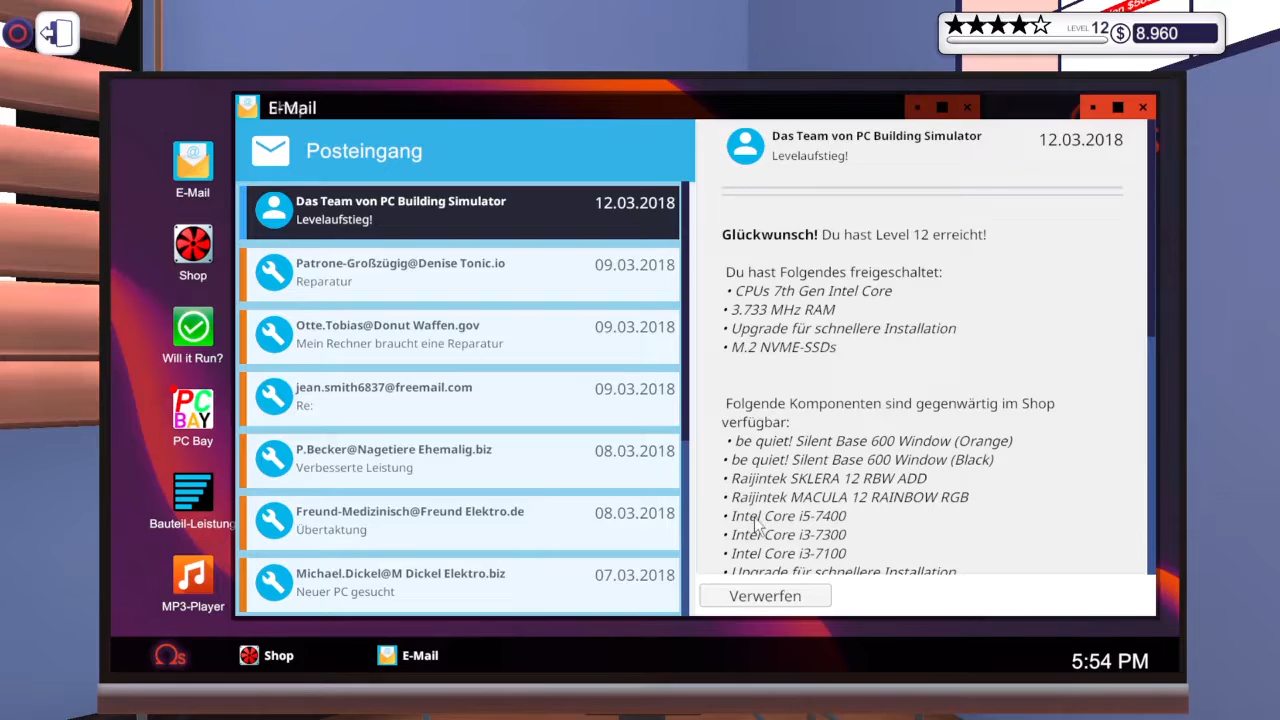 LEVEL 12 $ 8.960
E-Mail
E-Mail
Shop
Will it Run?
PC BAY
PC Bay
Bauteil-Leistung
MP3-Player
Posteingang
Das Team von PC Building Simulator 12.03.2018
Levelaufstieg!
Patrone-Großzügig@Denise Tonic.io 09.03.2018
Reparatur
Otte.Tobias@Donut Waffen.gov 09.03.2018
Mein Rechner braucht eine Reparatur
jean.smith6837@freemail.com 09.03.2018
Re:
P.Becker@Nagetiere Ehemalig.biz 08.03.2018
Verbesserte Leistung
Freund-Medizinisch@Freund Elektro.de 08.03.2018
Übertaktung
Michael.Dickel@M Dickel Elektro.biz 07.03.2018
Neuer PC gesucht
Das Team von PC Building Simulator 12.03.2018
Levelaufstieg!
Glückwunsch! Du hast Level 12 erreicht!
Du hast Folgendes freigeschaltet:
• CPUs 7th Gen Intel Core
• 3.733 MHz RAM
• Upgrade für schnellere Installation
• M.2 NVME-SSDs
Folgende Komponenten sind gegenwärtig im Shop
verfügbar:
• be quiet! Silent Base 600 Window (Orange)
• be quiet! Silent Base 600 Window (Black)
• Raijintek SKLERA 12 RBW ADD
• Raijintek MACULA 12 RAINBOW RGB
• Intel Core i5-7400
• Intel Core i3-7300
• Intel Core i3-7100
• Upgrade für schnellere Installation
Verwerfen
Ωs
Shop
E-Mail
5:54 PM